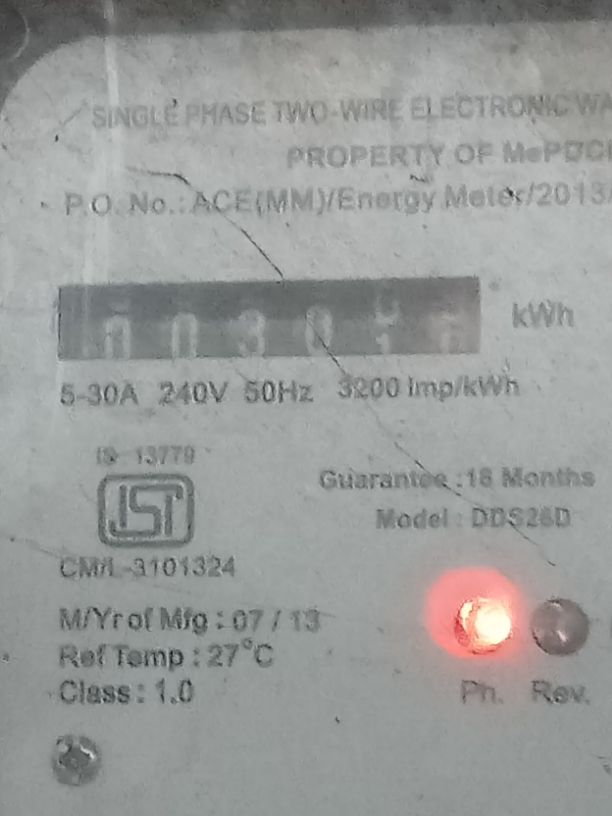 SINGLE PHASE TWO-WIRE ELECTRONIC
PROPERTY OF MePDCL
P.O. No.: ACE(MM)/Energy Meter/2013/
kWh
5-30A 240V 50Hz 3200 Imp/kWh
IS 13779
ISI
Guarantee : 18 Months
Model : DDS26D
CM/L-3101324
M/Yr of Mfg : 07 / 13
Ref Temp : 27°C
Class : 1.0
Ph. Rev.